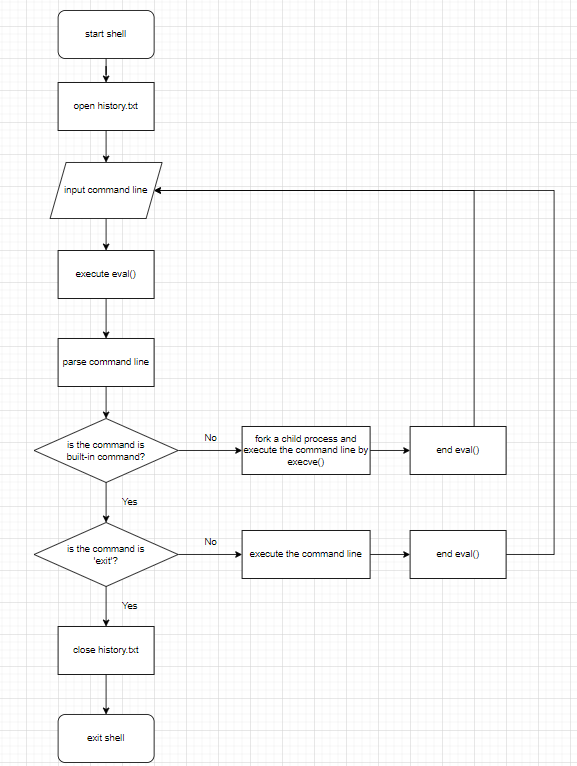 start shell
open history.txt
input command line
execute eval()
parse command line
is the command is
built-in command?
No
fork a child process and
execute the command line by
execve()
end eval()
Yes
is the command is
'exit'?
No
execute the command line
end eval()
Yes
close history.txt
exit shell